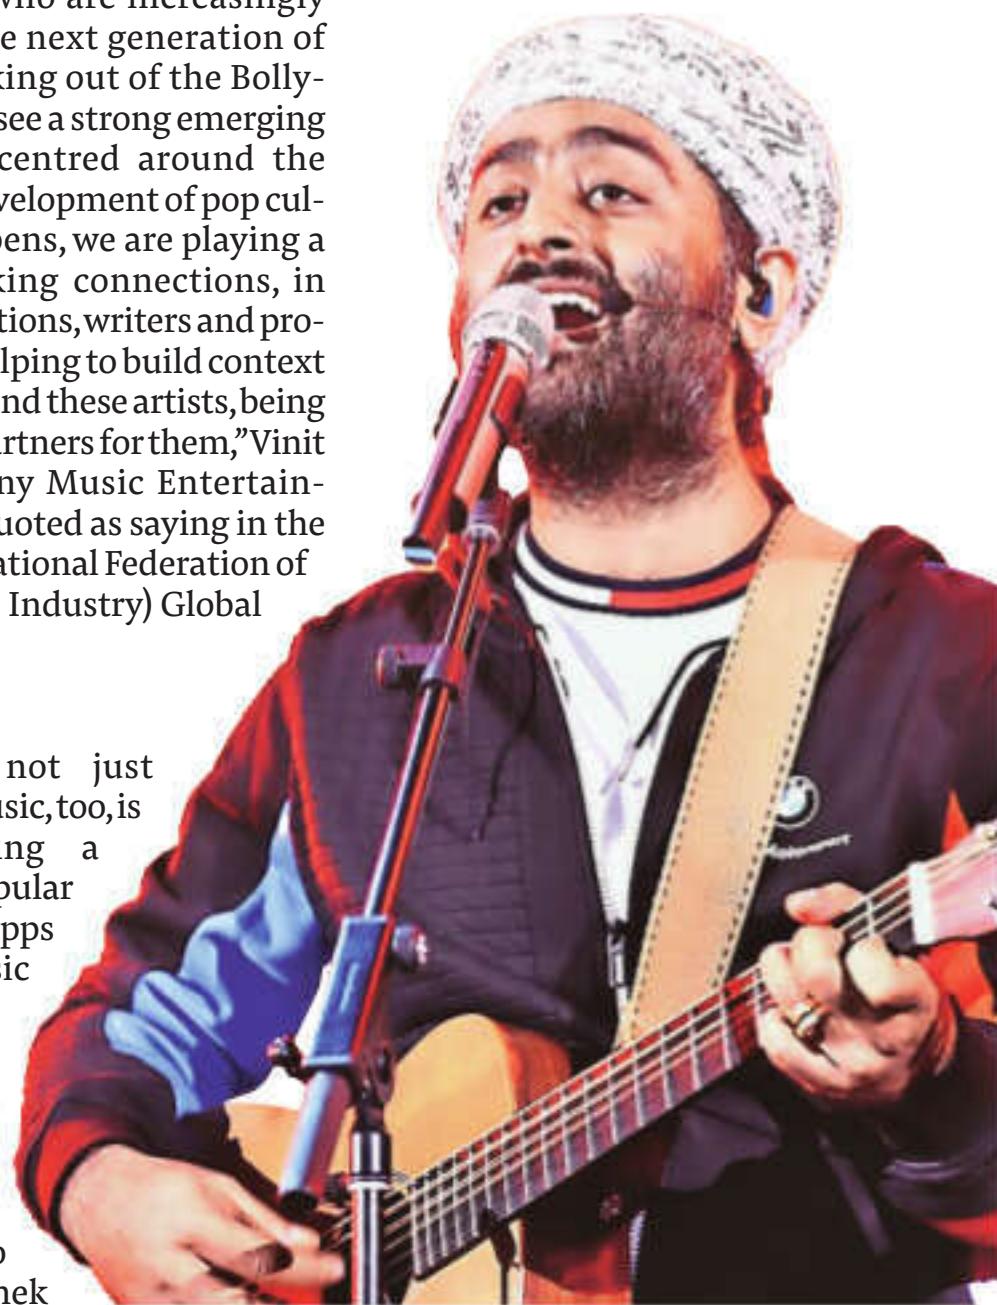 who are increasingly
e next generation of
king out of the Bolly-
see a strong emerging
centred around the
velopment of pop cul-
pens, we are playing a
king connections, in
tions, writers and pro-
lping to build context
nd these artists, being
artners for them,” Vinit
ny Music Entertain-
uoted as saying in the
ational Federation of
Industry) Global
not just
usic, too, is
ing a
pular
pps
sic
o
nek